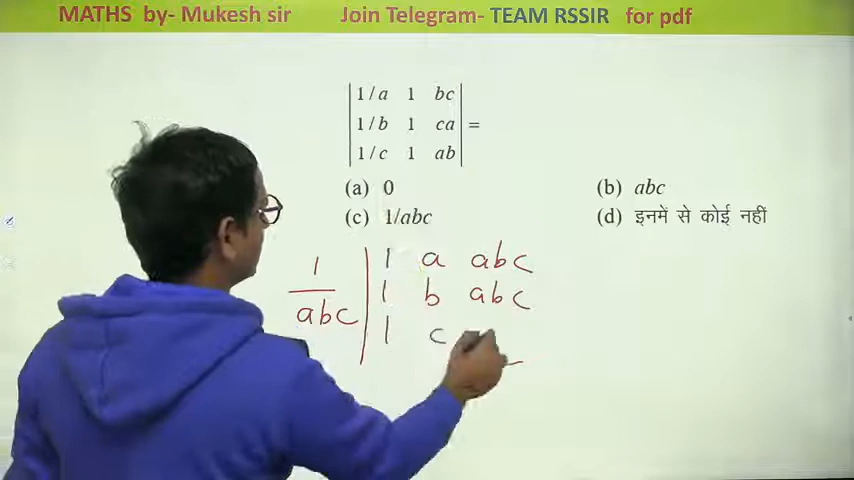 MATHS by- Mukesh sir Join Telegram- TEAM RSSIR for pdf
1/a 1 bc
1/b 1 ca =
1/c 1 ab
(a) 0 (b) abc
(c) 1/abc (d) इनमें से कोई नहीं
1 a abc
1 b abc
1
abc
1 c